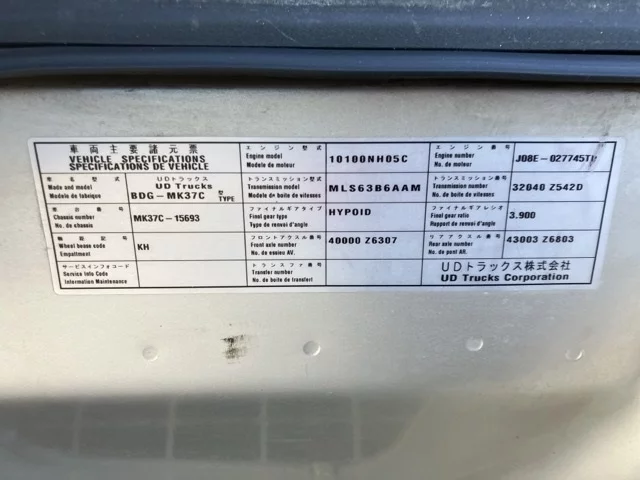 車両主要諸元票
VEHICLE SPECIFICATIONS
SPECIFICATIONS DE VEHICLE
エンジン型式
Engine model
Modele de moteur
10100NH05C
エンジン番号
Engine number
No. de moteur
J08E-027745T
車名型式
Made and model
Modele de fabrique
UDトラックス
UD Trucks
BDG-MK37C
型
TYPE
トランスミッション型式
Transmission model
Modele de boite de vitesses
MLS63B6AAM
トランスミッション番号
Transmission number
No. de boite de vitesses
32040 Z542D
車台番号
Chassis number
No. de chassis
MK37C-15693
ファイナルギアタイプ
Final gear type
Type de renvoi d'angle
HYPOID
ファイナルギアレシオ
Final gear ratio
Rapport de renvoi d'angle
3.900
軸距記号
Wheel bease code
Empattement
KH
フロントアクスル番号
Front axle number
No. de essieu AV.
40000 Z6307
リアアクスル番号
Rear axle number
No. de pont AR.
43003 Z6803
サービスインフォコード
Service Info Code
Information Maintenance
トランスファ番号
Transfer number
No. de boite de transferi
UDトラックス株式会社
UD Trucks Corporation